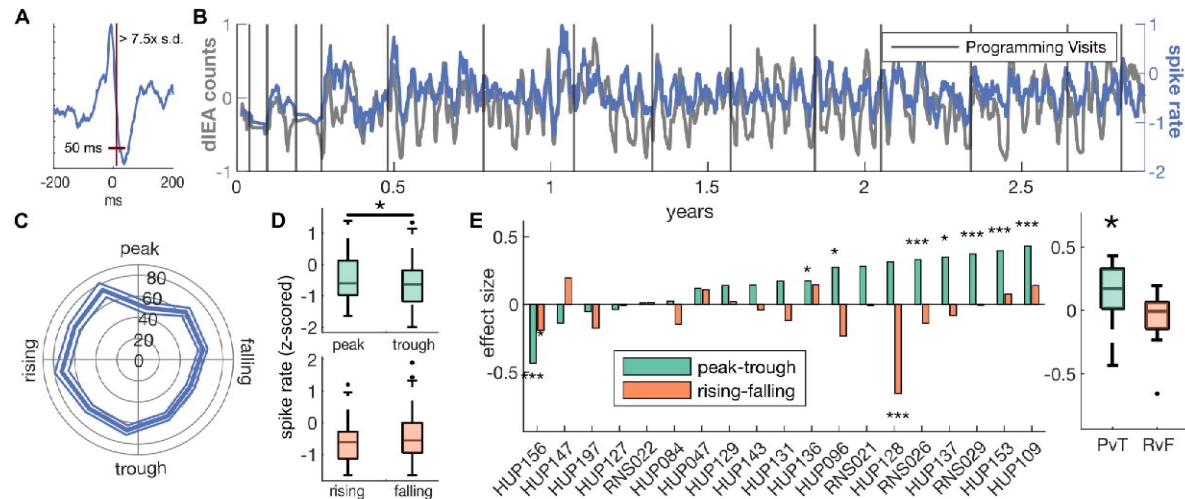 A
> 7.5x s.d.
50 ms
-200 0 200
ms
B
1
0
-1
dIEA counts
Programming Visits
1
0
-1
-2
spike rate
0 0.5 1 1.5 2 2.5
years
C
peak
80
60
40
20
0
rising
falling
trough
D
*
1
0
-1
-2
peak trough
spike rate (z-scored)
2
1
0
-1
rising falling
E
0.5
0
-0.5
effect size
*** * * * *** * *** *** *** ***
peak-trough
rising-falling
HUP156 HUP147 HUP197 HUP127 RNS022 HUP084 HUP047 HUP129 HUP143 HUP131 HUP136 HUP096 RNS021 HUP128 RNS026 HUP137 RNS029 HUP153 HUP109
*
0.5
0
-0.5
PvT RvF